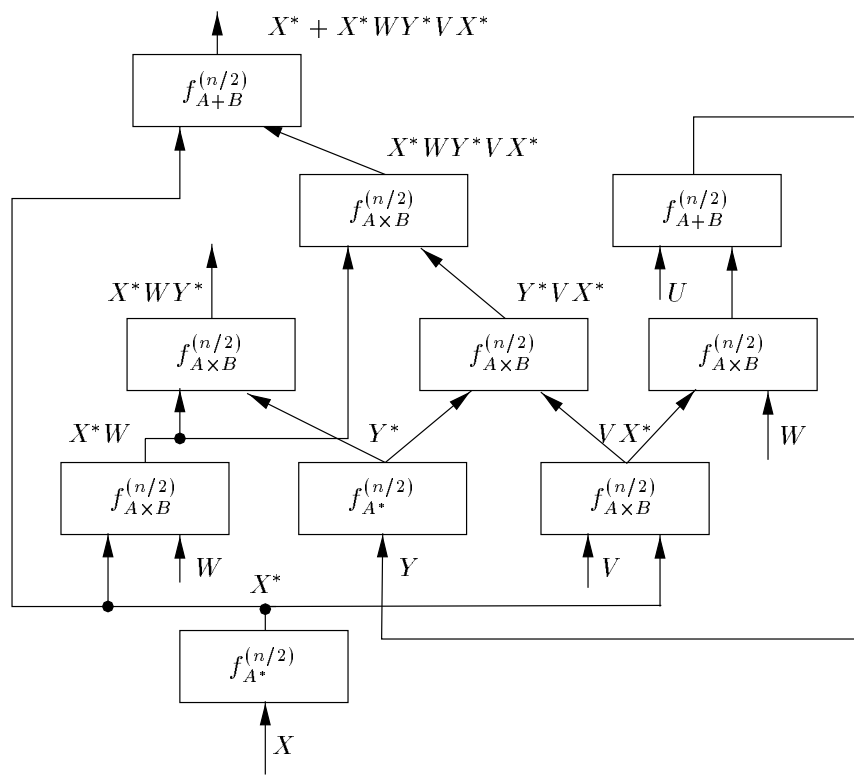 X* + X*WY*VX*
f_{A+B}^{(n/2)}
X*WY*VX*
f_{A×B}^{(n/2)} f_{A+B}^{(n/2)}
X*WY* Y*VX* U
f_{A×B}^{(n/2)} f_{A×B}^{(n/2)} f_{A×B}^{(n/2)}
X*W Y* VX* W
f_{A×B}^{(n/2)} f_{A*}^{(n/2)} f_{A×B}^{(n/2)}
W Y V
X*
f_{A*}^{(n/2)}
X